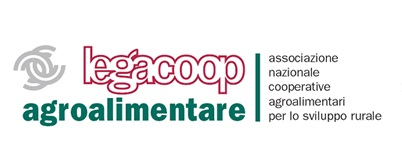 legacoop
agroalimentare
associazione
nazionale
cooperative
agroalimentari
per lo sviluppo rurale